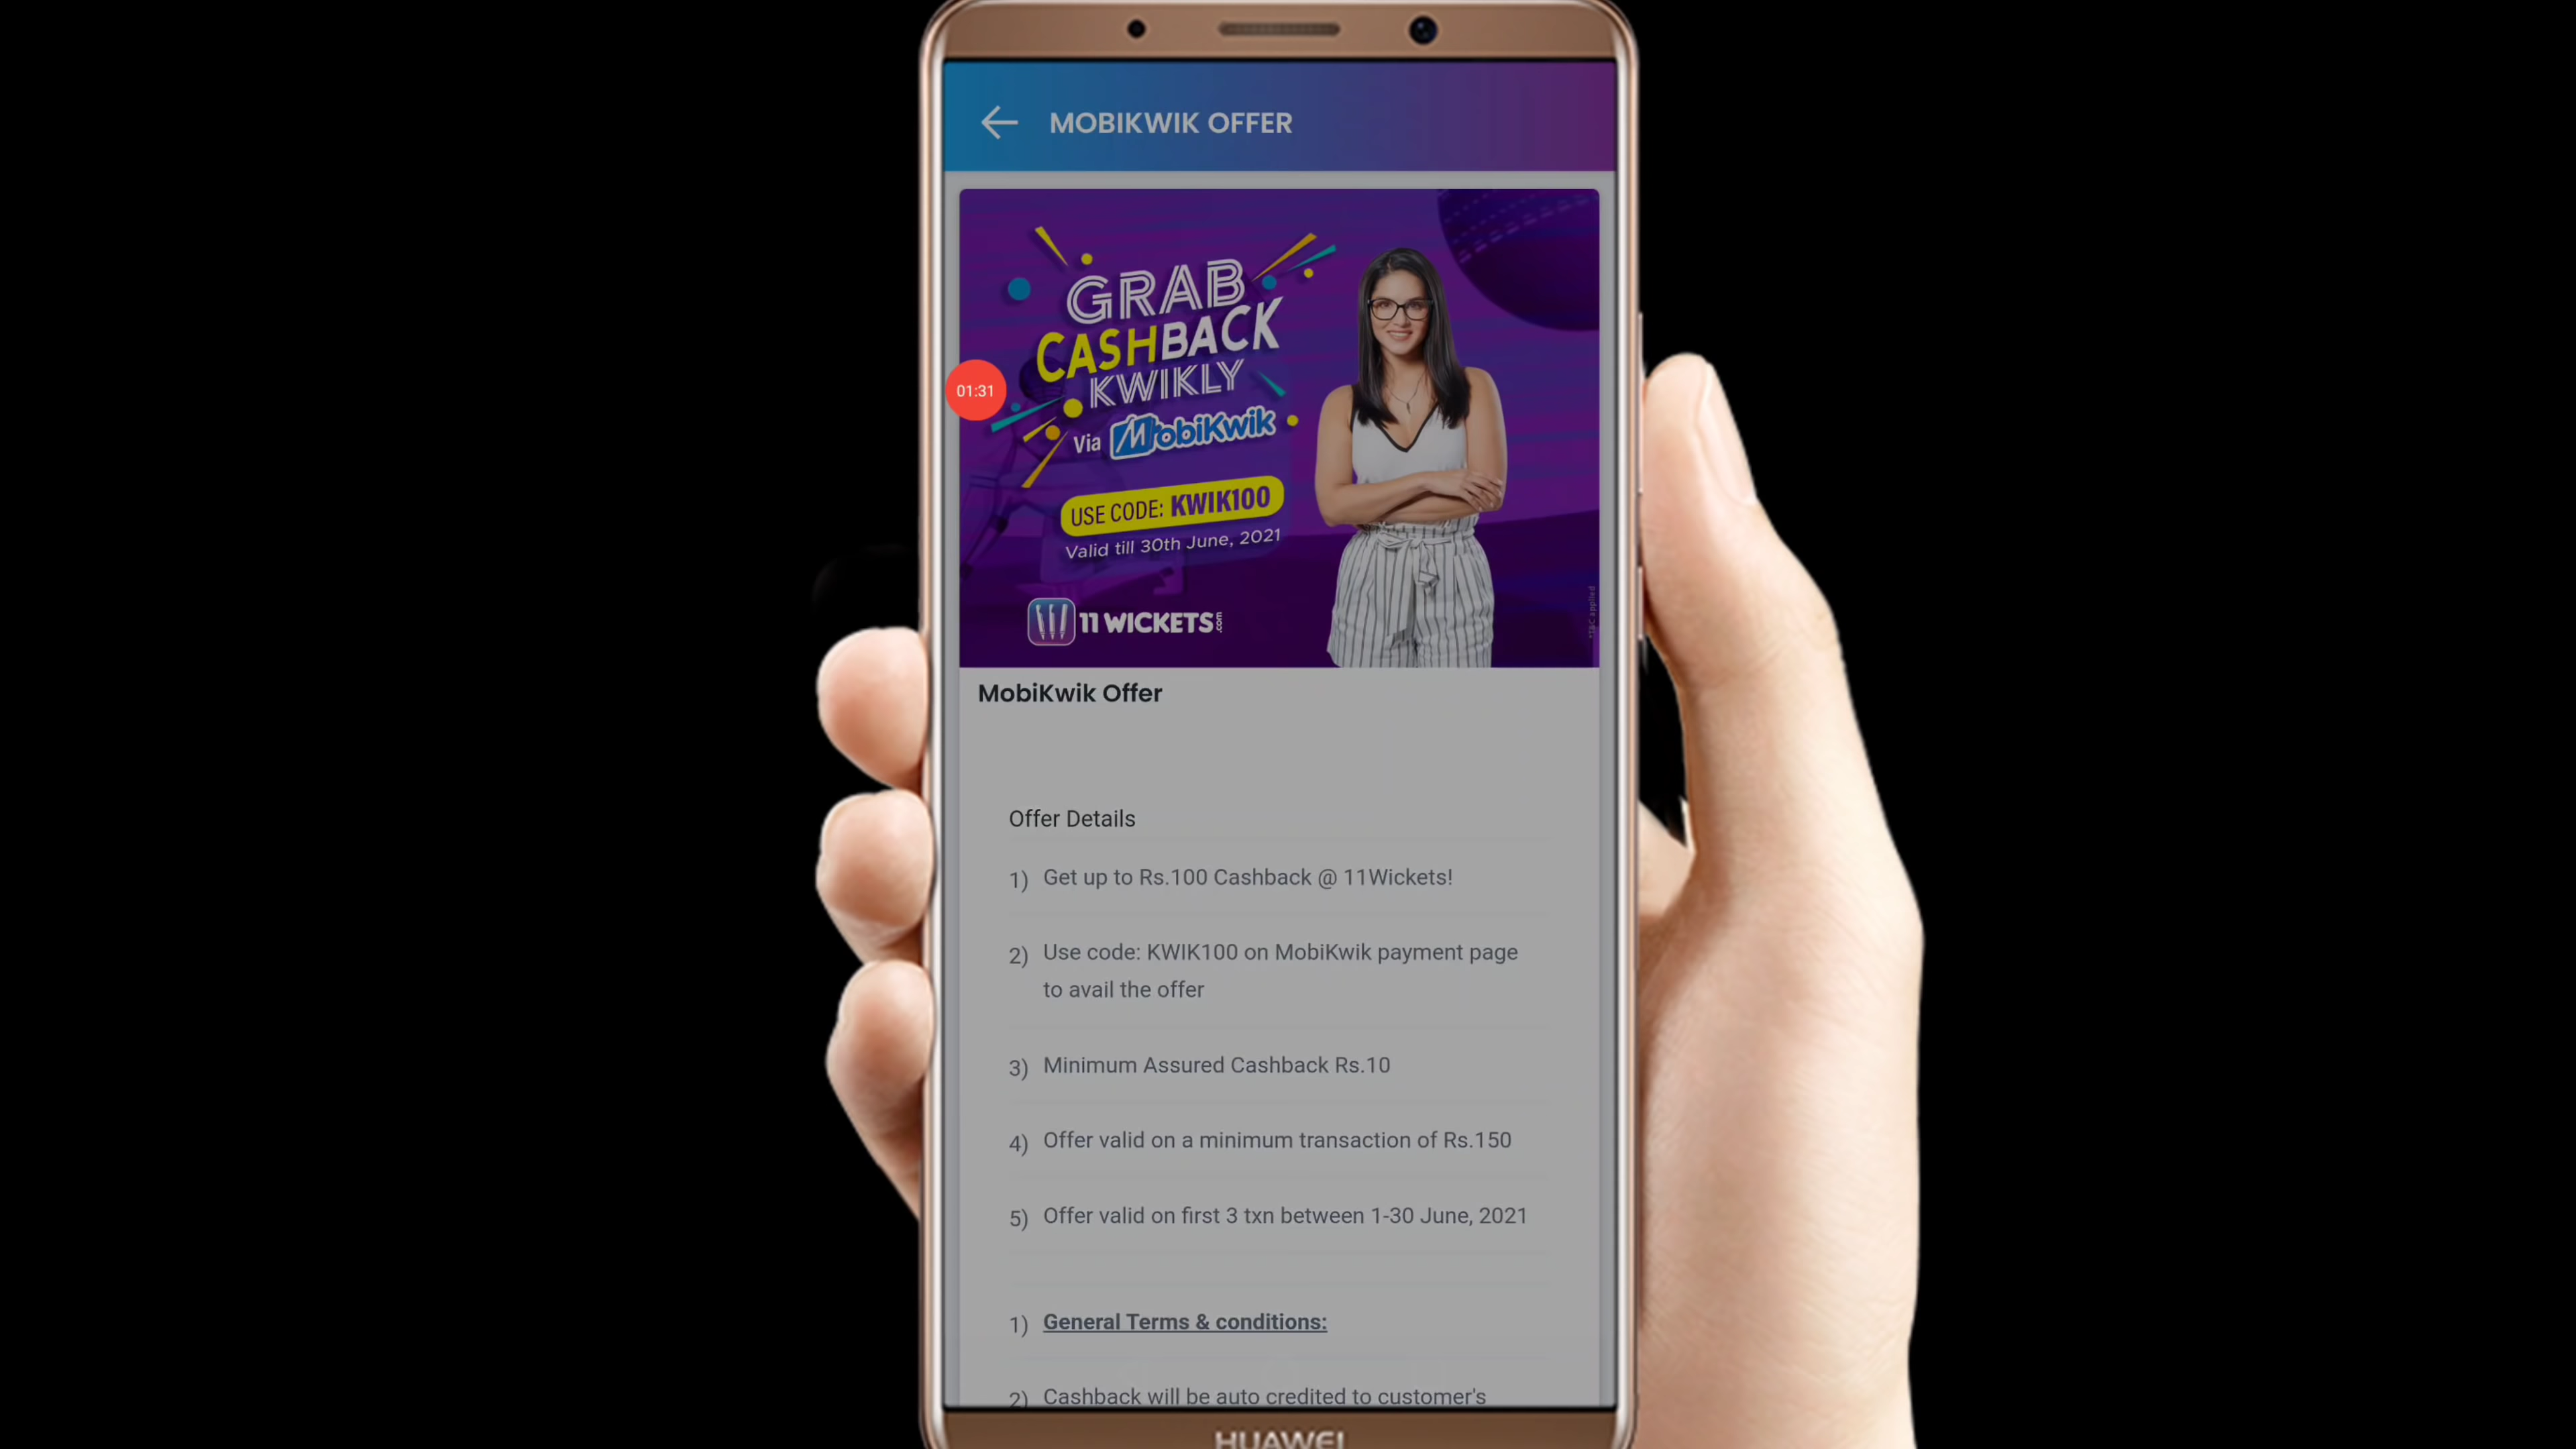 MOBIKWIK OFFER
GRAB
CASHBACK
KWIKLY
Via MobiKwik
USE CODE: KWIK100
Valid till 30th June, 2021
11 WICKETS.com
*T&C applied
01:31
MobiKwik Offer
Offer Details
1) Get up to Rs.100 Cashback @ 11Wickets!
2) Use code: KWIK100 on MobiKwik payment page
to avail the offer
3) Minimum Assured Cashback Rs.10
4) Offer valid on a minimum transaction of Rs.150
5) Offer valid on first 3 txn between 1-30 June, 2021
1) General Terms & conditions:
2) Cashback will be auto credited to customer's
HUAWEI